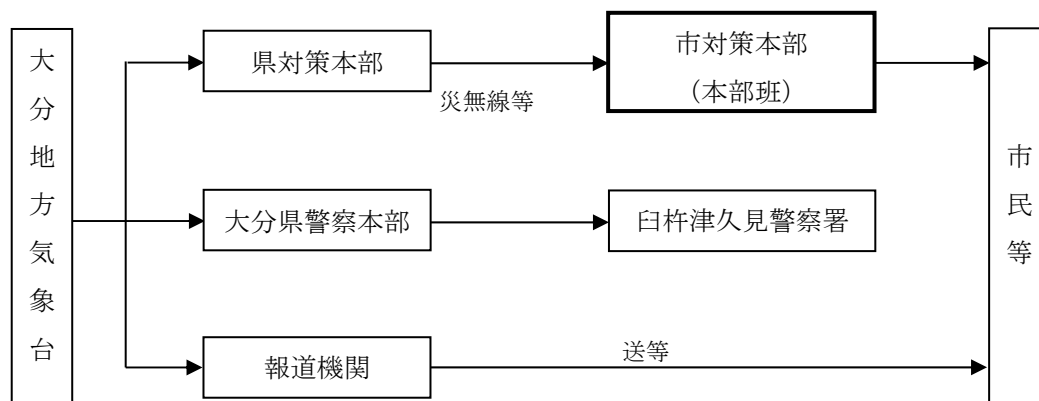 大分地方気象台
県対策本部
災無線等
市対策本部
（本部班）
大分県警察本部
臼杵津久見警察署
報道機関
送等
市民等